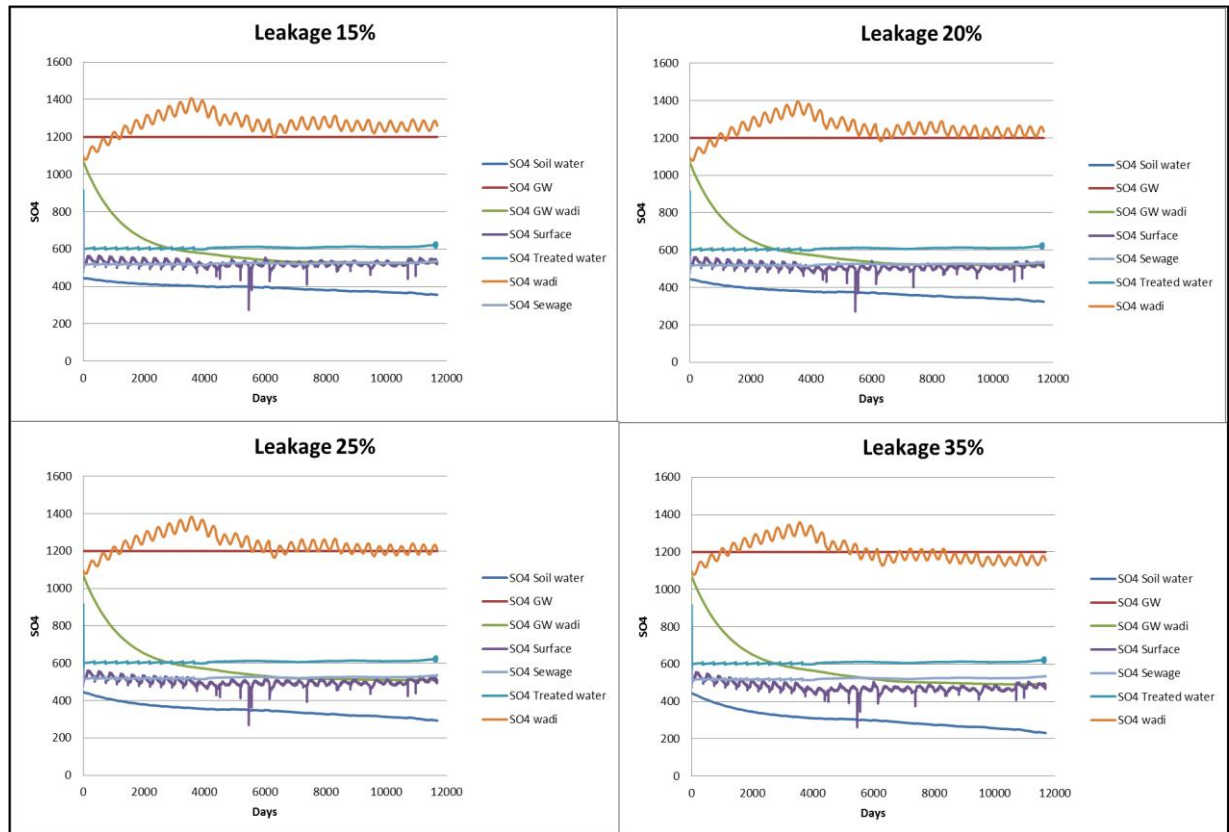 Leakage 15%
1600
1400
1200
1000
800
600
400
200
0
SO4
0 2000 4000 6000 8000 10000 12000
Days
SO4 Soil water
SO4 GW
SO4 GW wadi
SO4 Surface
SO4 Treated water
SO4 wadi
SO4 Sewage
Leakage 20%
1600
1400
1200
1000
800
600
400
200
0
SO4
0 2000 4000 6000 8000 10000 12000
Days
SO4 Soil water
SO4 GW
SO4 GW wadi
SO4 Surface
SO4 Sewage
SO4 Treated water
SO4 wadi
Leakage 25%
1600
1400
1200
1000
800
600
400
200
0
SO4
0 2000 4000 6000 8000 10000 12000
Days
SO4 Soil water
SO4 GW
SO4 GW wadi
SO4 Surface
SO4 Sewage
SO4 Treated water
SO4 wadi
Leakage 35%
1600
1400
1200
1000
800
600
400
200
0
SO4
0 2000 4000 6000 8000 10000 12000
Days
SO4 Soil water
SO4 GW
SO4 GW wadi
SO4 Surface
SO4 Sewage
SO4 Treated water
SO4 wadi